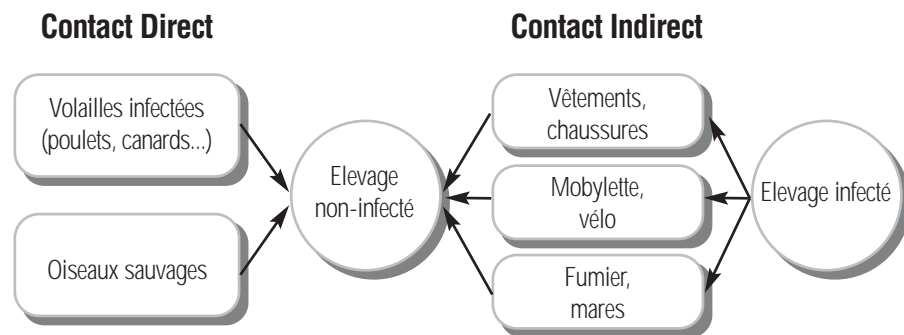 Contact Direct
Contact Indirect
Volailles infectées
(poulets, canards...)
Oiseaux sauvages
Elevage
non-infecté
Vêtements,
chaussures
Mobylette,
vélo
Fumier,
mares
Elevage infecté